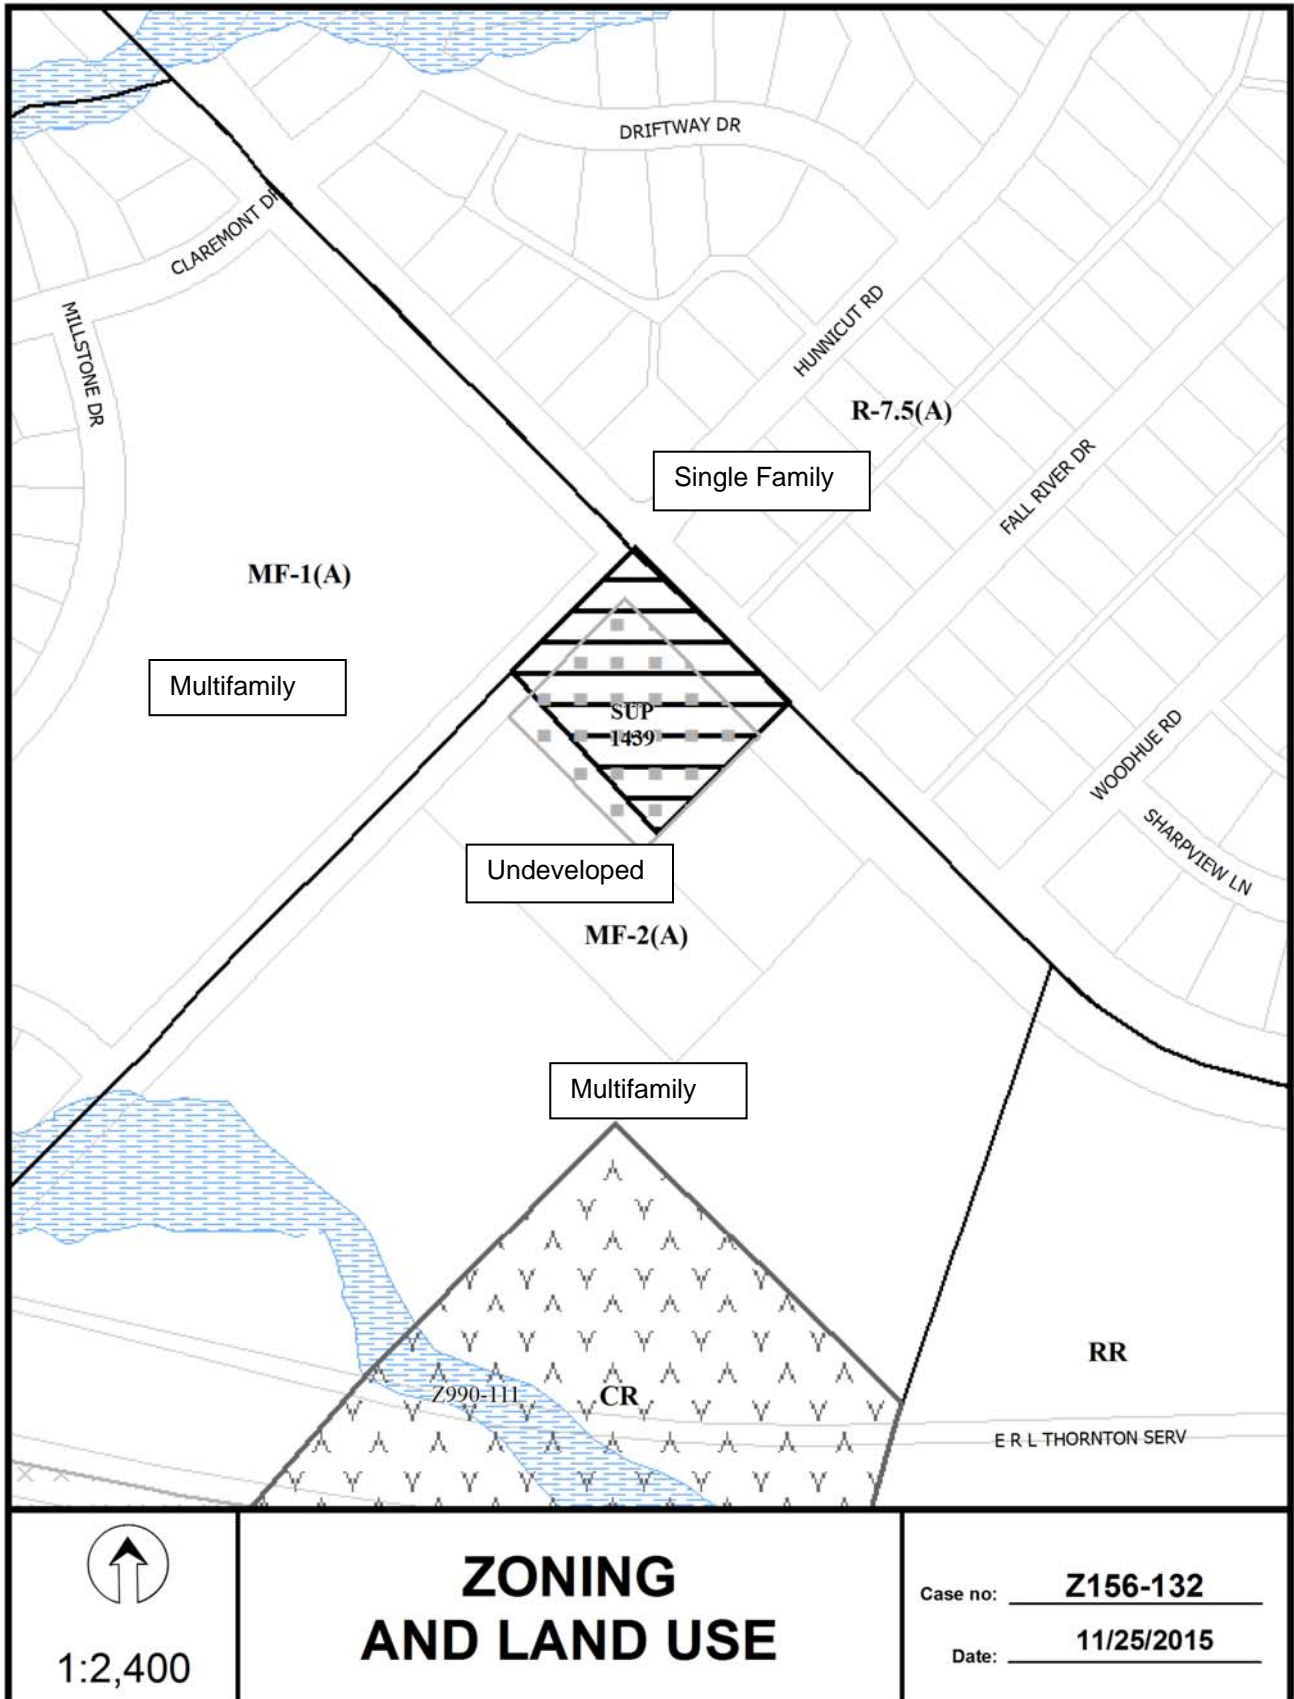 DRIFTWAY DR
CLAREMONT DR
HUNNICUT RD
MILLSTONE DR
R-7.5(A)
Single Family
FALL RIVER DR
MF-1(A)
Multifamily
SUP
1439
WOODHUE RD
SHARPVIEW LN
Undeveloped
MF-2(A)
Multifamily
RR
Z990-111
CR
E R L THORNTON SERV
1:2,400
ZONING
AND LAND USE
Case no: Z156-132
Date: 11/25/2015